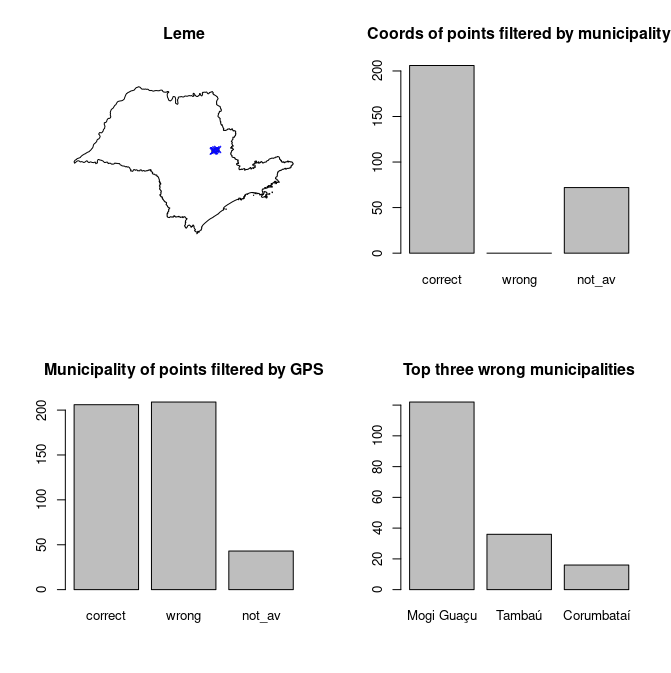 Leme
Coords of points filtered by municipality
200
150
100
50
0
correct wrong not_av
Municipality of points filtered by GPS
200
150
100
50
0
correct wrong not_av
Top three wrong municipalities
100
80
60
40
20
0
Mogi Guaçu Tambaú Corumbataí